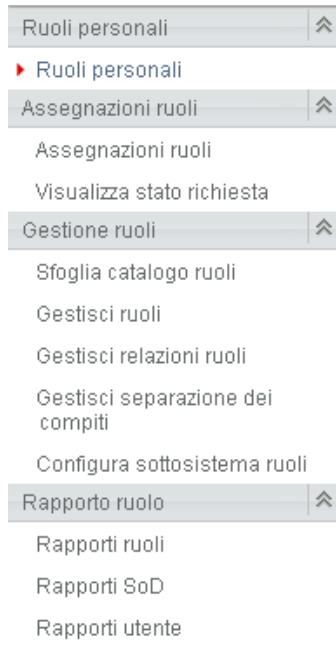 Ruoli personali
Ruoli personali
Assegnazioni ruoli
Assegnazioni ruoli
Visualizza stato richiesta
Gestione ruoli
Sfoglia catalogo ruoli
Gestisci ruoli
Gestisci relazioni ruoli
Gestisci separazione dei
compiti
Configura sottosistema ruoli
Rapporto ruolo
Rapporti ruoli
Rapporti SoD
Rapporti utente